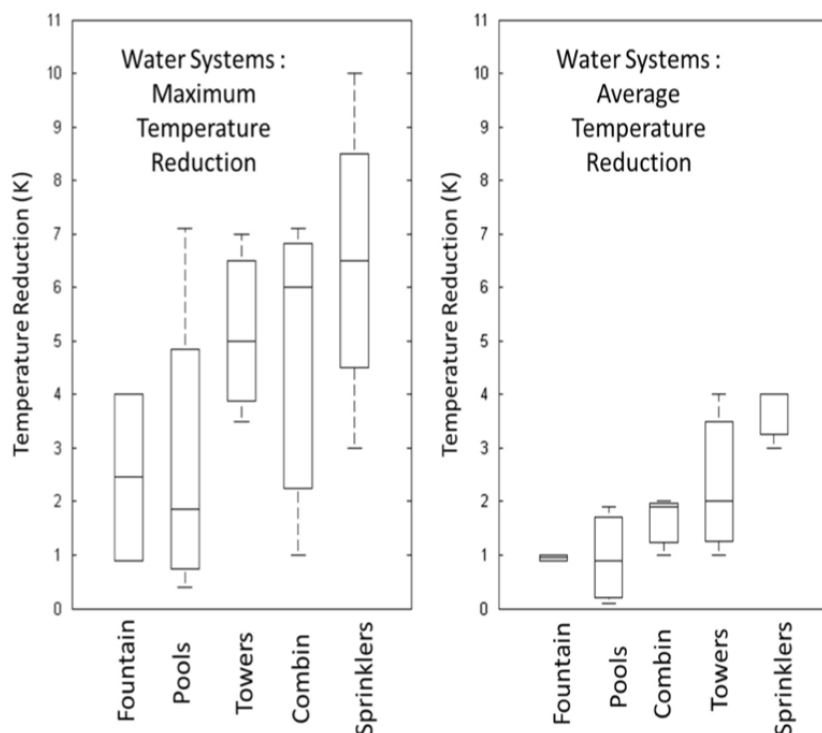 Water Systems :
Maximum
Temperature
Reduction
Temperature Reduction (K)
11
10
9
8
7
6
5
4
3
2
1
0
Fountain
Pools
Towers
Combin
Sprinklers
Water Systems :
Average
Temperature
Reduction
Temperature Reduction (K)
11
10
9
8
7
6
5
4
3
2
1
0
Fountain
Pools
Combin
Towers
Sprinklers